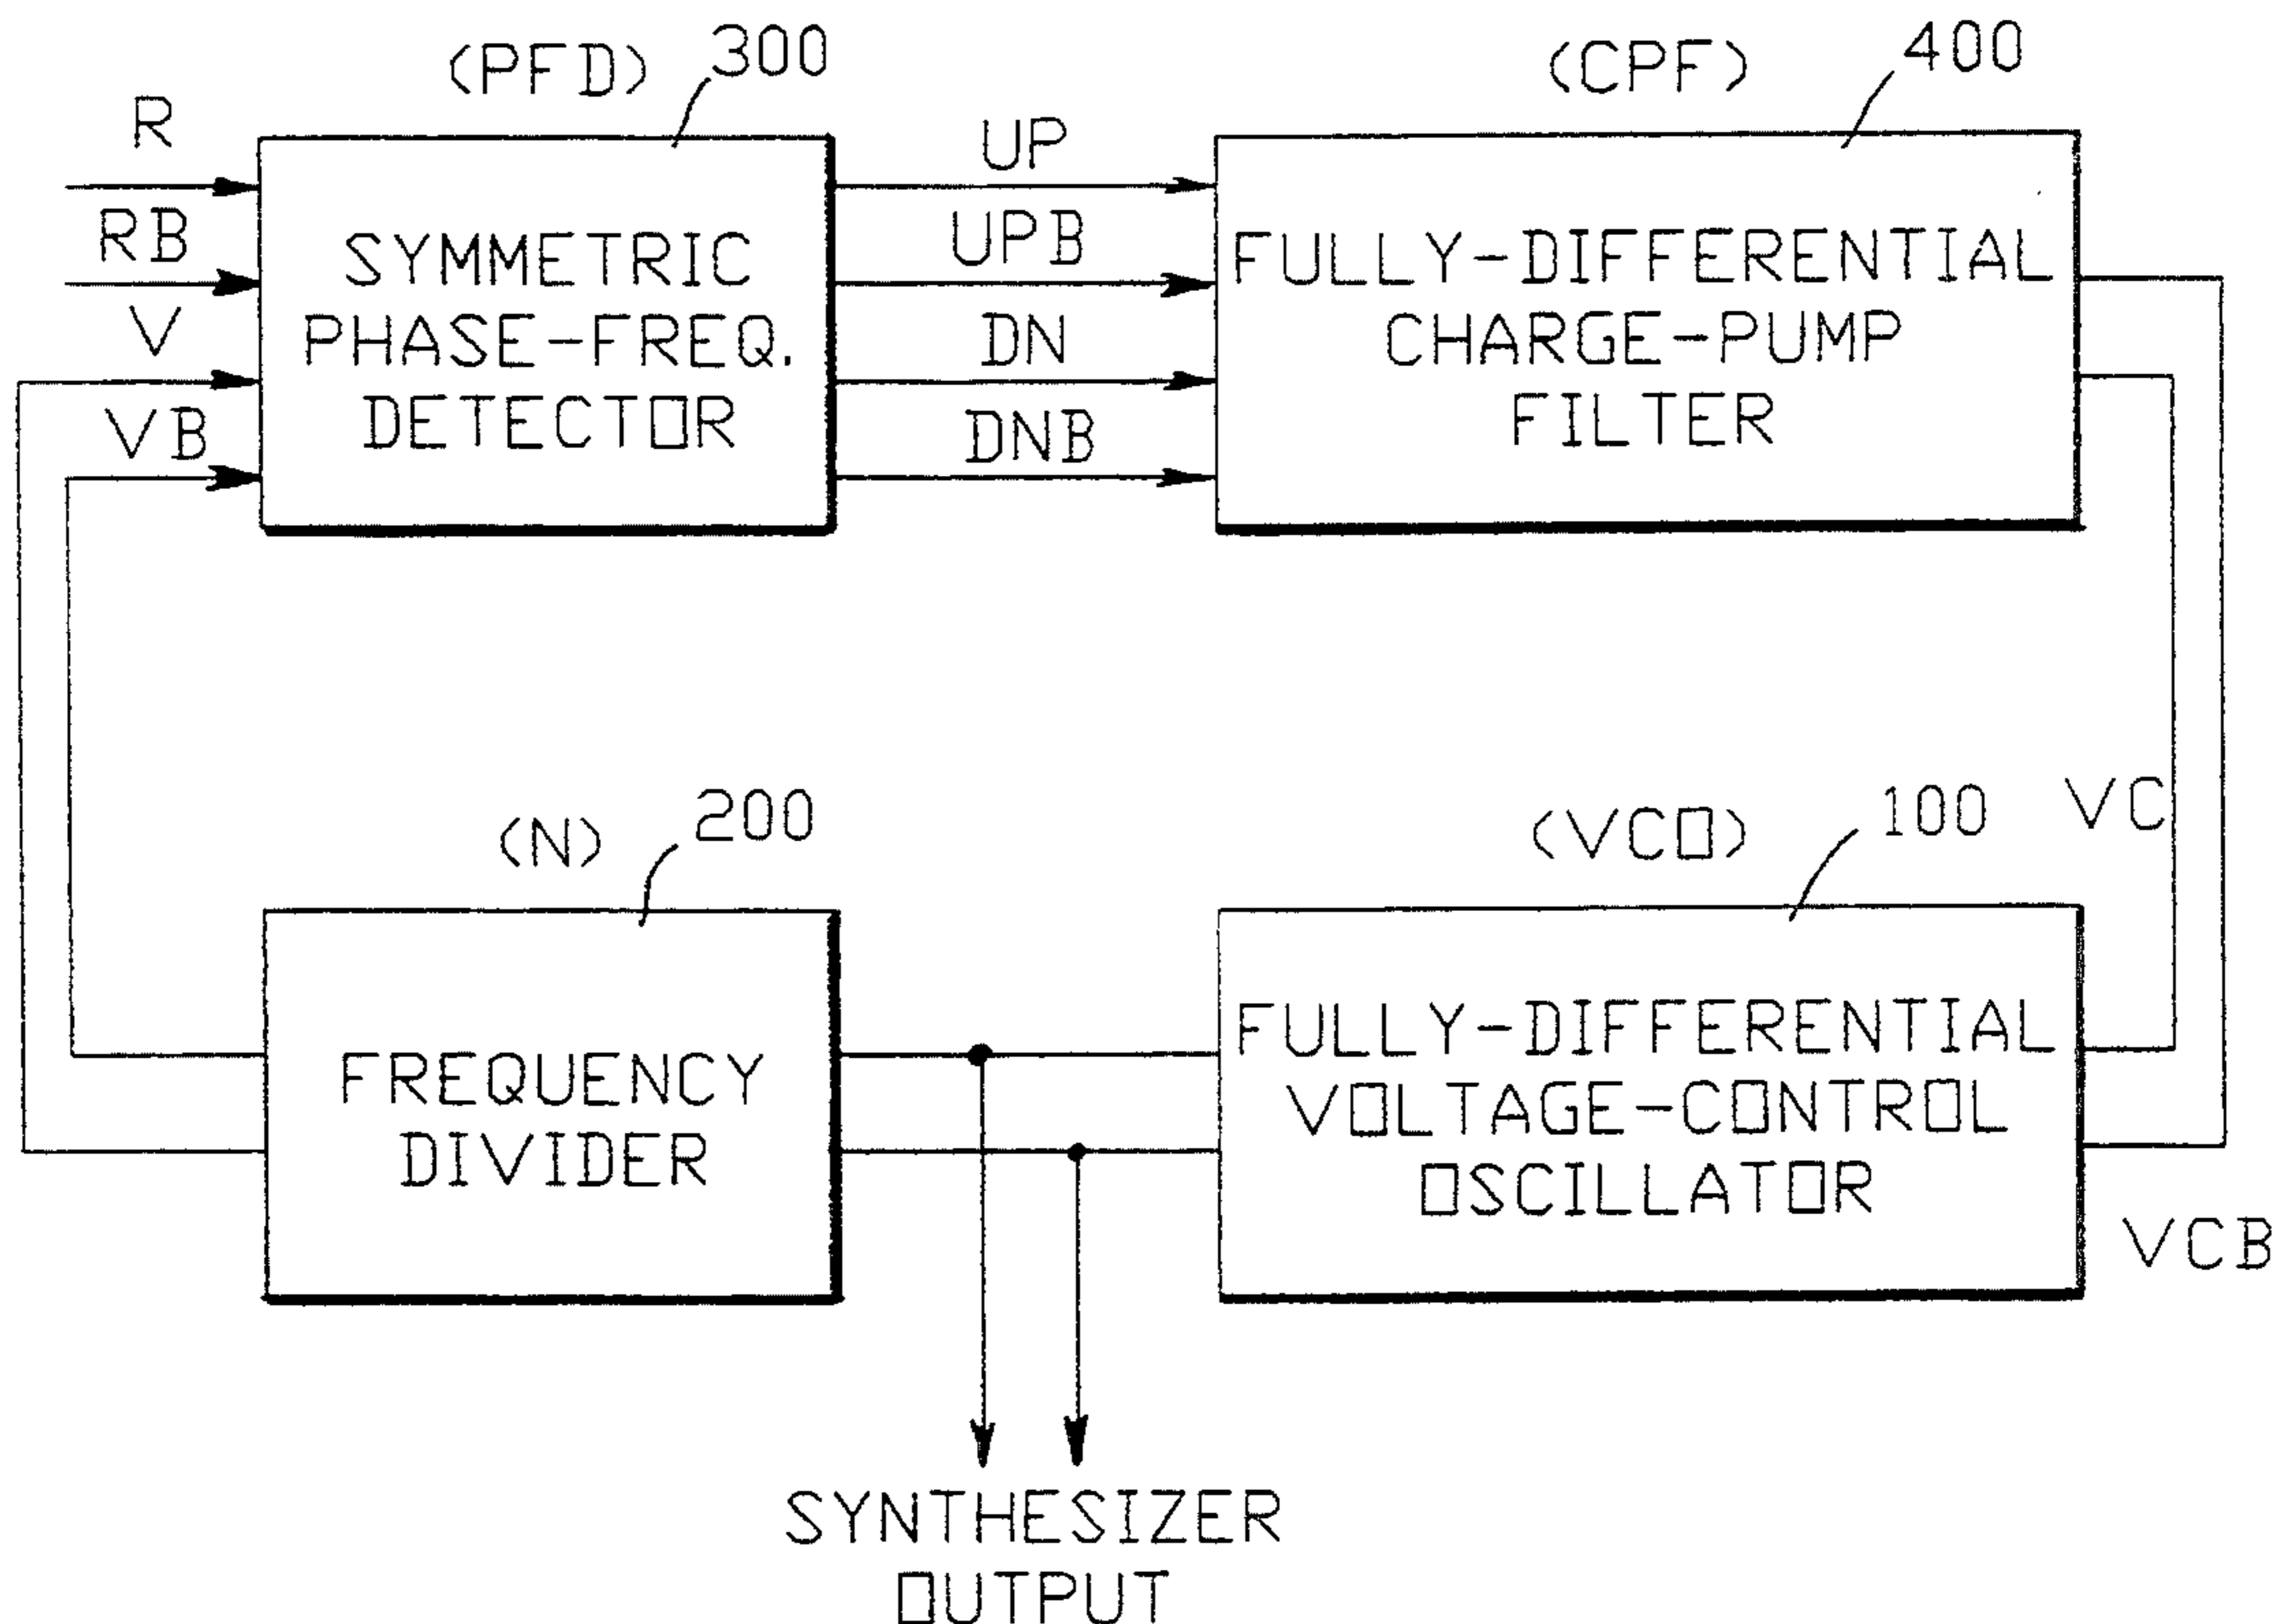 (PFD)
300
(CPF)
400
R
RB
V
VB
SYMMETRIC
PHASE-FREQ.
DETECTOR
UP
UPB
DN
DNB
FULLY-DIFFERENTIAL
CHARGE-PUMP
FILTER
(N)
200
(VCO)
100
VC
FREQUENCY
DIVIDER
FULLY-DIFFERENTIAL
VOLTAGE-CONTROL
OSCILLATOR
VCB
SYNTHESIZER
OUTPUT